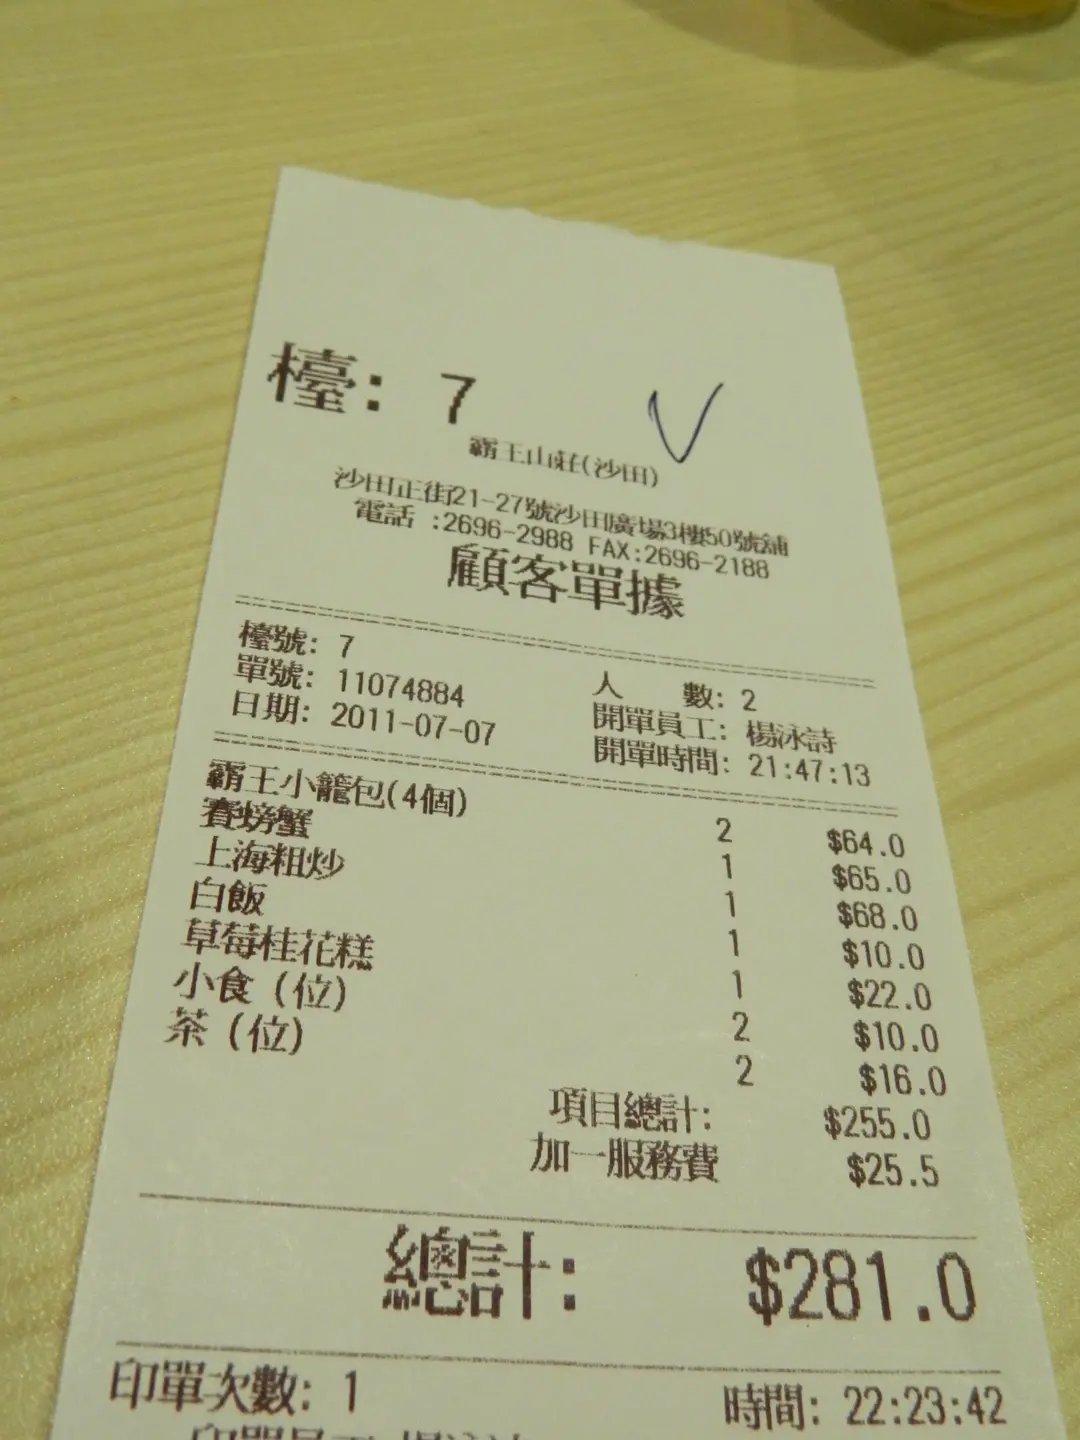 檯: 7
霸王山莊(沙田)
沙田正街21-27號沙田廣場3樓50號舖
電話 :2696-2988 FAX:2696-2188
顧客單據
檯號: 7 人 數: 2
單號: 11074884 開單員工: 楊泳詩
日期: 2011-07-07 開單時間: 21:47:13
霸王小籠包(4個) 2 $64.0
賽螃蟹 1 $65.0
上海粗炒 1 $68.0
白飯 1 $10.0
草莓桂花糕 1 $22.0
小食 (位) 2 $10.0
茶 (位) 2 $16.0
項目總計: $255.0
加一服務費 $25.5
總計: $281.0
印單次數: 1 時間: 22:23:42